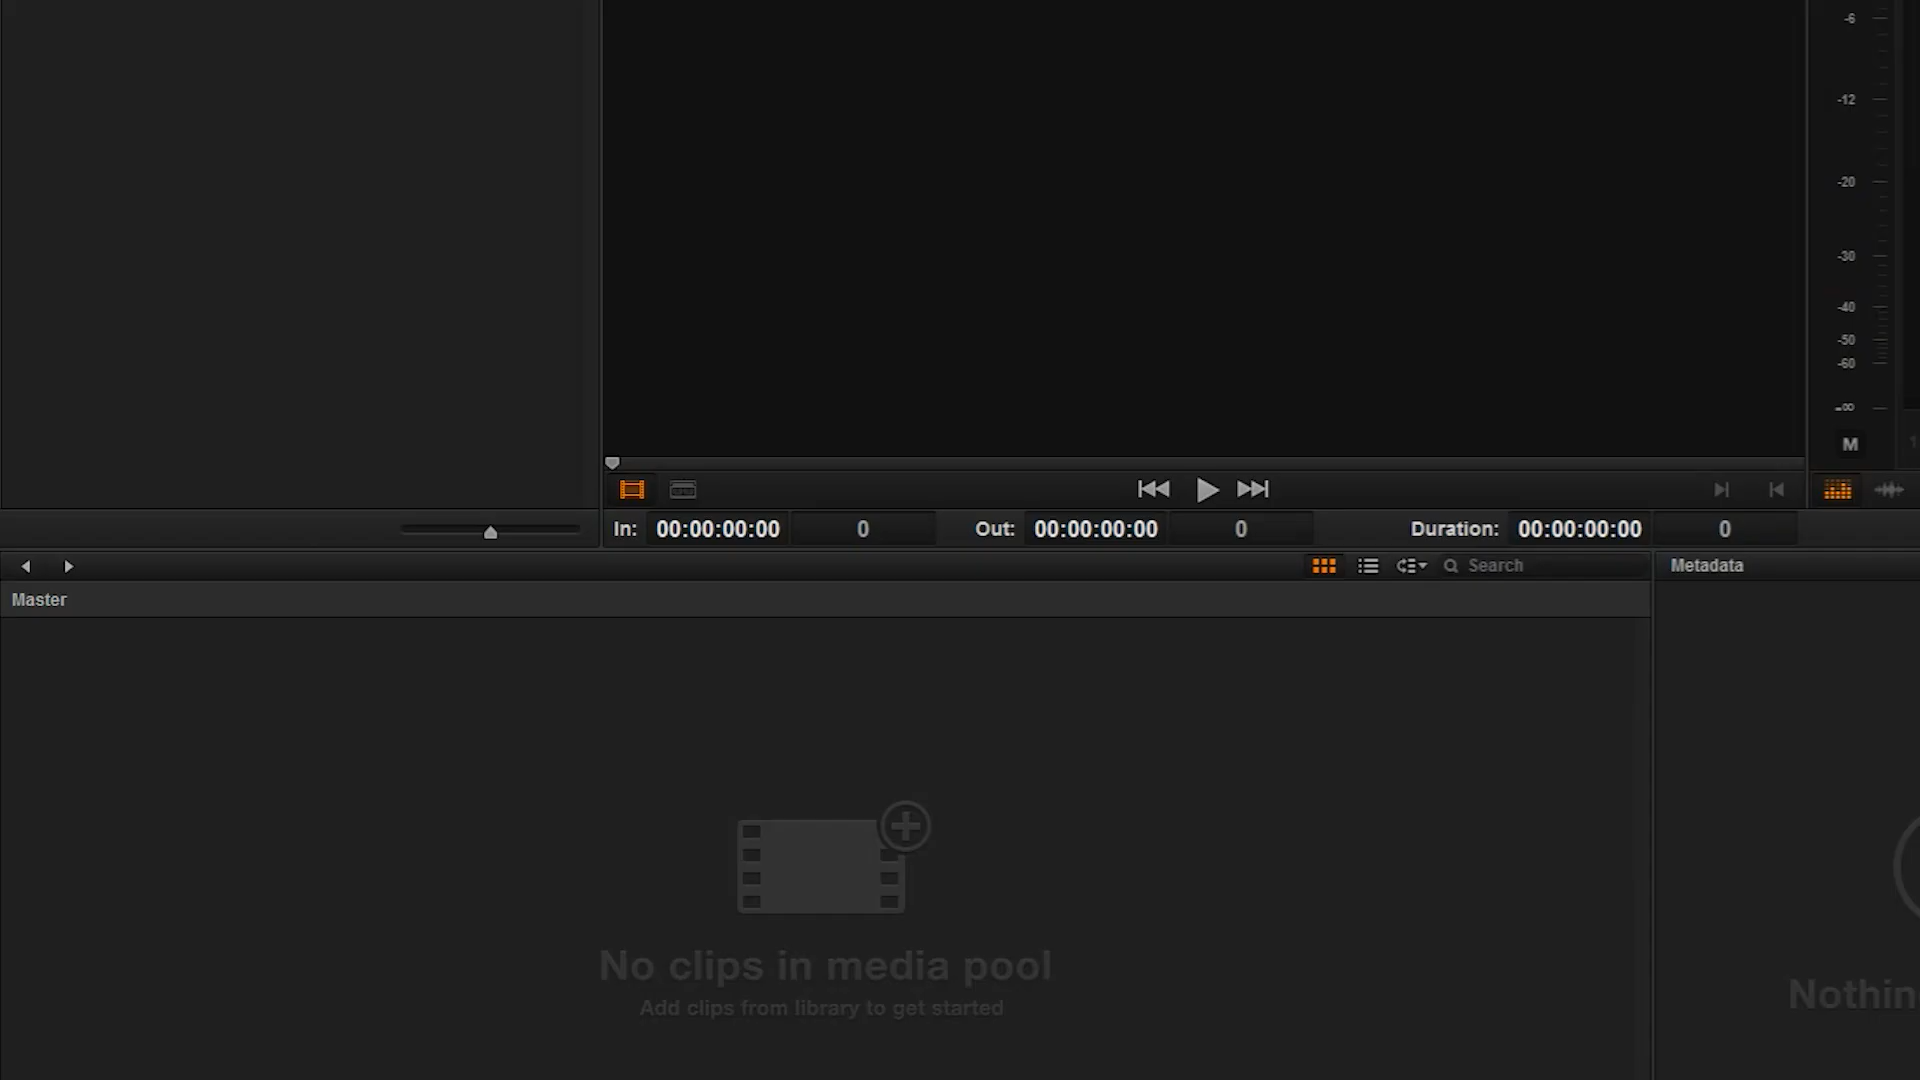 -6
-12
-20
-30
-40
-50
-60
-∞
M
In: 00:00:00:00 0 Out: 00:00:00:00 0 Duration: 00:00:00:00 0
Search
Metadata
Master
No clips in media pool
Add clips from library to get started
Nothin